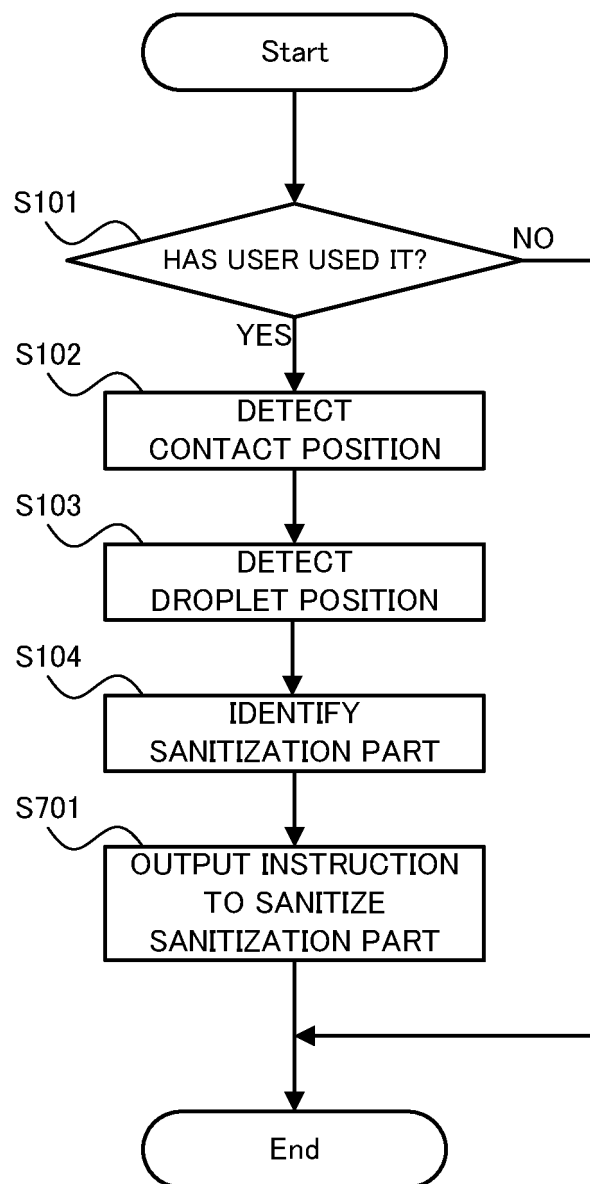 Start
S101
HAS USER USED IT?
NO
YES
S102
DETECT
CONTACT POSITION
S103
DETECT
DROPLET POSITION
S104
IDENTIFY
SANITIZATION PART
S701
OUTPUT INSTRUCTION
TO SANITIZE
SANITIZATION PART
End